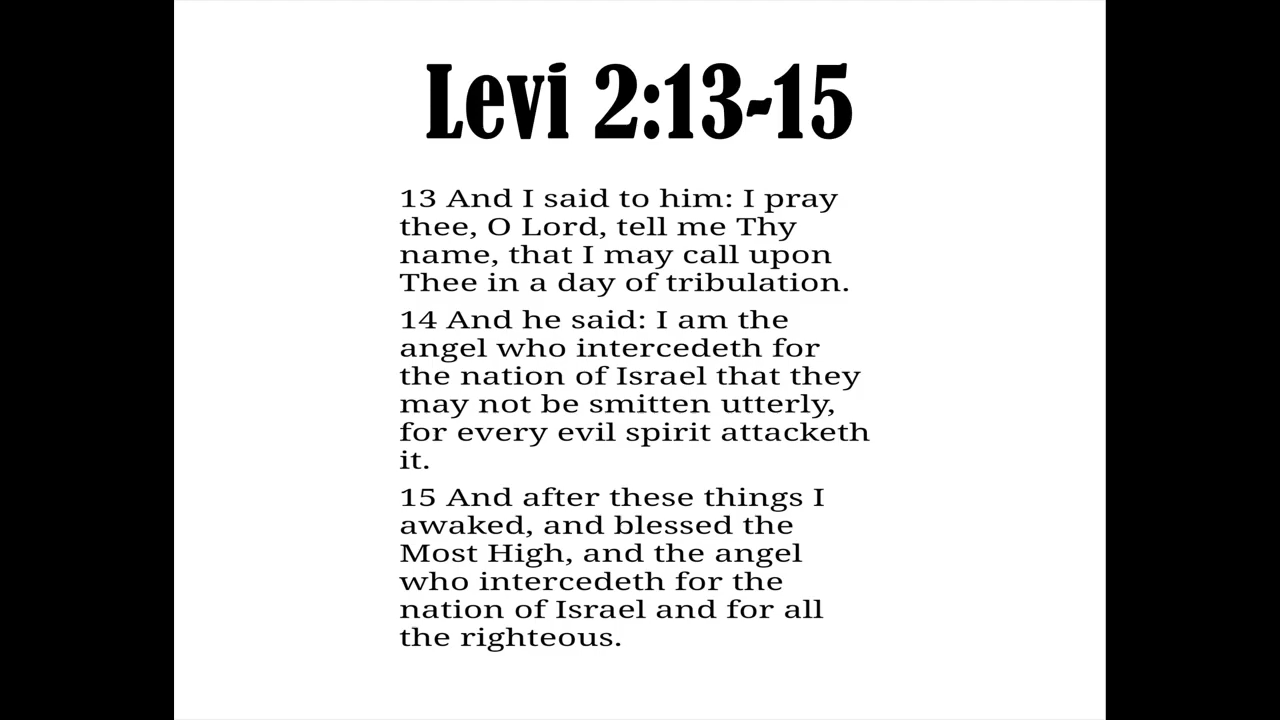 Levi 2:13-15
13 And I said to him: I pray
thee, O Lord, tell me Thy
name, that I may call upon
Thee in a day of tribulation.
14 And he said: I am the
angel who intercedeth for
the nation of Israel that they
may not be smitten utterly,
for every evil spirit attacketh
it.
15 And after these things I
awaked, and blessed the
Most High, and the angel
who intercedeth for the
nation of Israel and for all
the righteous.